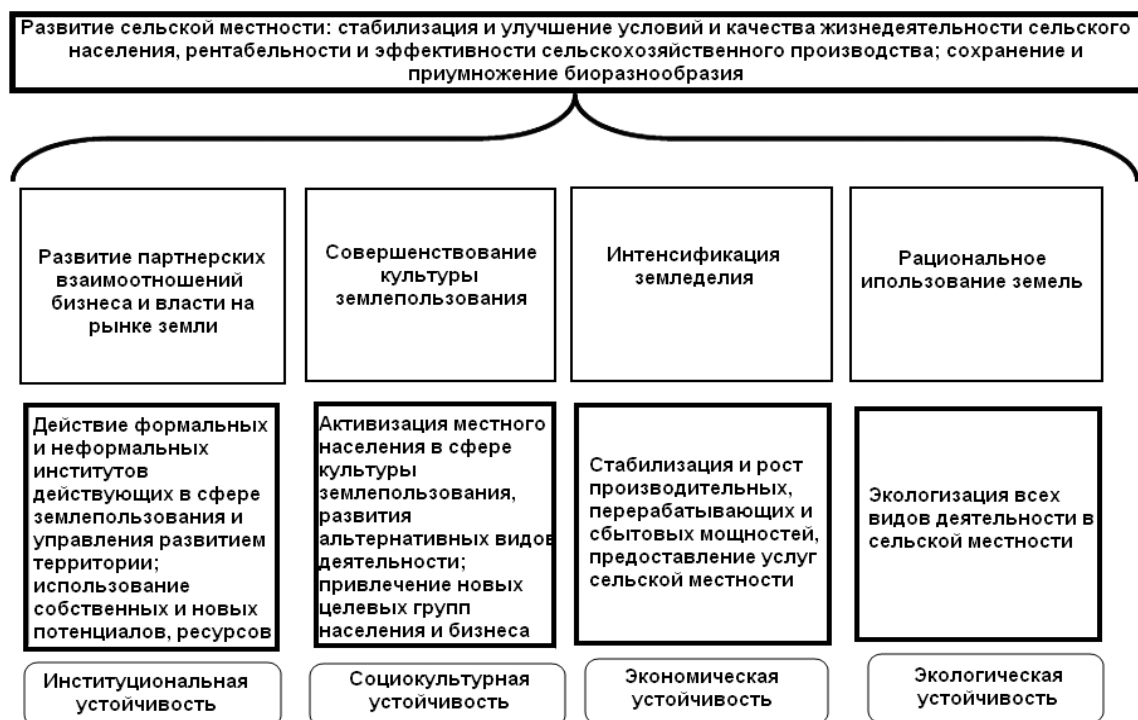 Развитие сельской местности: стабилизация и улучшение условий и качества жизнедеятельности сельского
населения, рентабельности и эффективности сельскохозяйственного производства; сохранение и
приумножение биоразнообразия
Развитие партнерских
взаимоотношений
бизнеса и власти на
рынке земли
Совершенствование
культуры
землепользования
Интенсификация
земледелия
Рациональное
ипользование земель
Действие формальных
и неформальных
институтов
действующих в сфере
землепользования и
управления развитием
территории;
использование
собственных и новых
потенциалов, ресурсов
Активизация местного
населения в сфере
культуры
землепользования,
развития
альтернативных видов
деятельности;
привлечение новых
целевых групп
населения и бизнеса
Стабилизация и рост
производительных,
перерабатывающих и
сбытовых мощностей,
предоставление услуг
сельской местности
Экологизация всех
видов деятельности в
сельской местности
Институциональная
устойчивость
Социокультурная
устойчивость
Экономическая
устойчивость
Экологическая
устойчивость